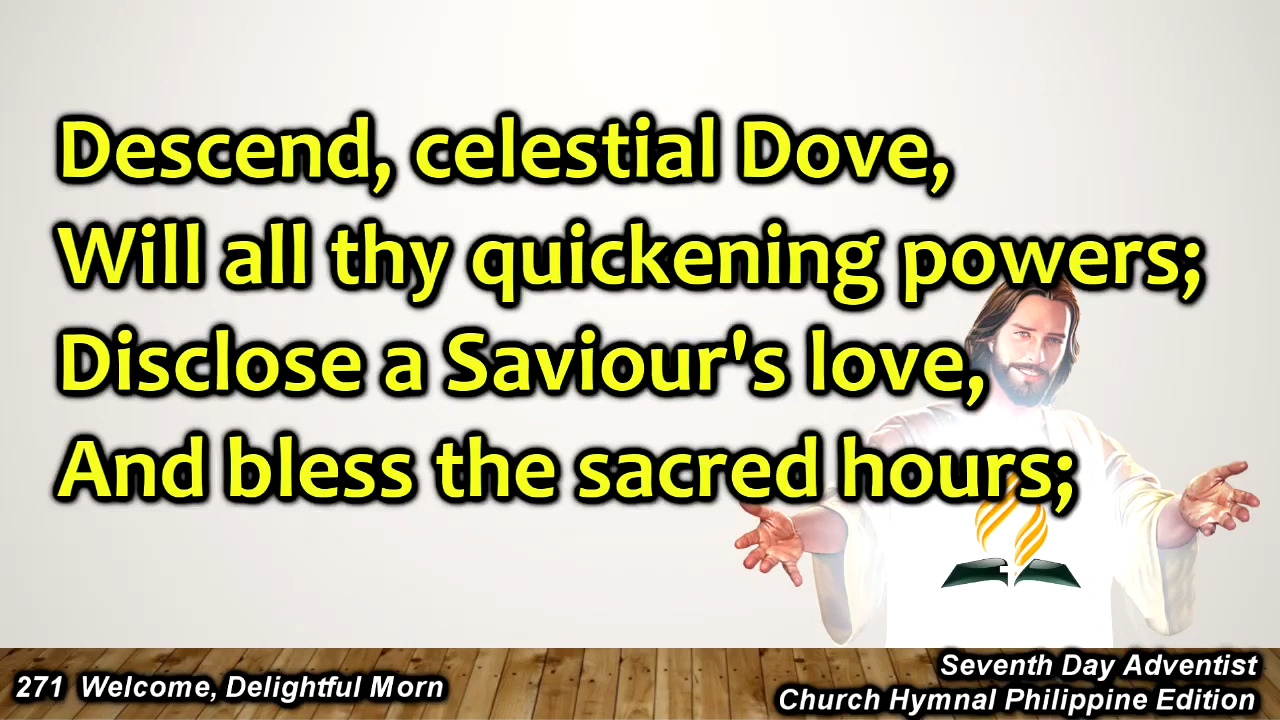 Descend, celestial Dove,
Will all thy quickening powers;
Disclose a Saviour's love,
And bless the sacred hours;
271 Welcome, Delightful Morn
Seventh Day Adventist
Church Hymnal Philippine Edition